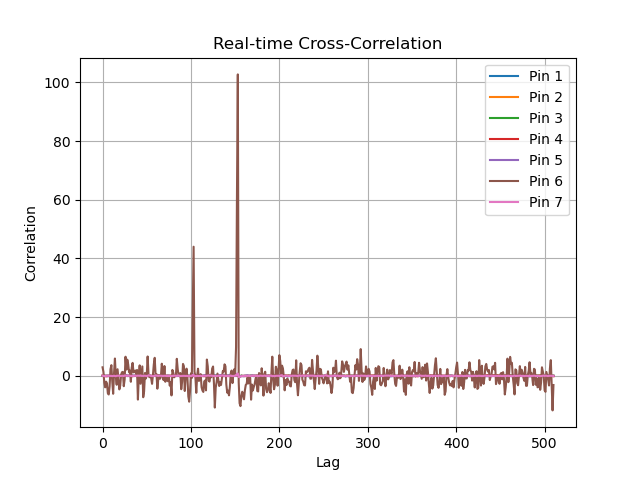 Real-time Cross-Correlation
Correlation
100
80
60
40
20
0
Pin 1
Pin 2
Pin 3
Pin 4
Pin 5
Pin 6
Pin 7
0
100
200
300
400
500
Lag